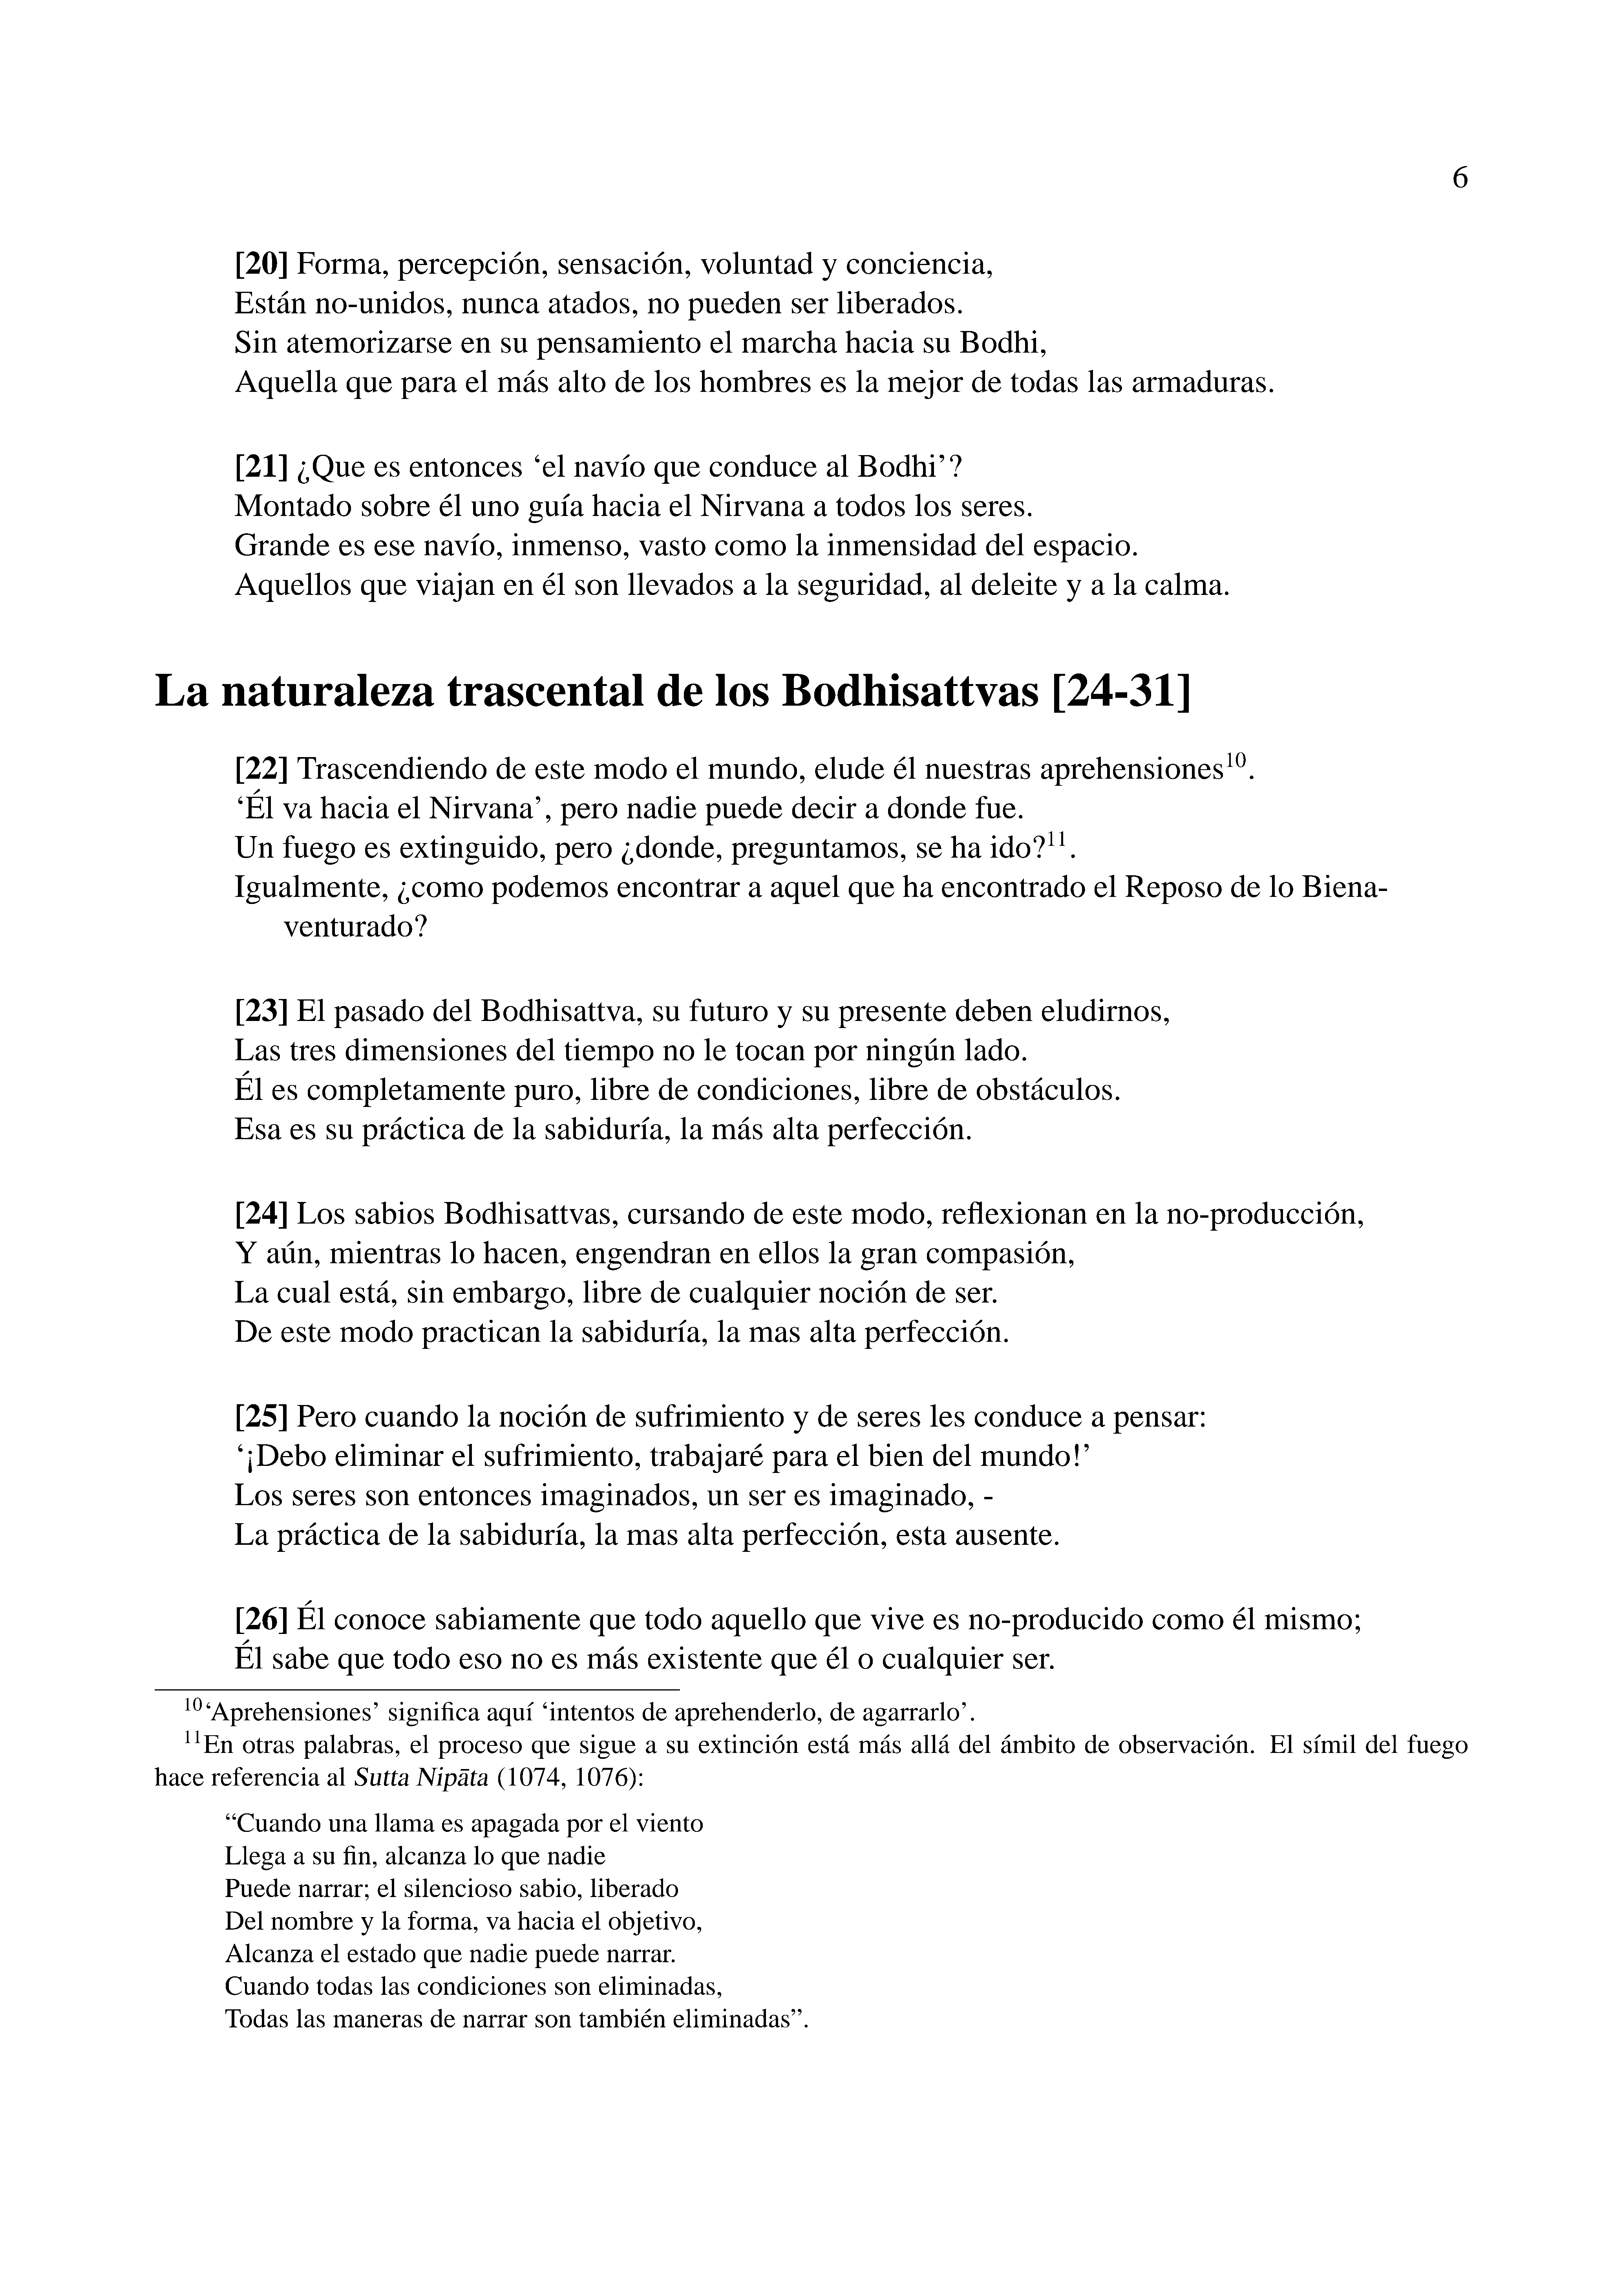 6
[20] Forma, percepción, sensación, voluntad y conciencia,
Están no-unidos, nunca atados, no pueden ser liberados.
Sin atemorizarse en su pensamiento el marcha hacia su Bodhi,
Aquella que para el más alto de los hombres es la mejor de todas las armaduras.
[21] ¿Que es entonces ‘el navío que conduce al Bodhi’?
Montado sobre él uno guía hacia el Nirvana a todos los seres.
Grande es ese navío, inmenso, vasto como la inmensidad del espacio.
Aquellos que viajan en él son llevados a la seguridad, al deleite y a la calma.
La naturaleza trascental de los Bodhisattvas [24-31]
[22] Trascendiendo de este modo el mundo, elude él nuestras aprehensiones10.
‘Él va hacia el Nirvana’, pero nadie puede decir a donde fue.
Un fuego es extinguido, pero ¿donde, preguntamos, se ha ido?11.
Igualmente, ¿como podemos encontrar a aquel que ha encontrado el Reposo de lo Biena-
venturado?
[23] El pasado del Bodhisattva, su futuro y su presente deben eludirnos,
Las tres dimensiones del tiempo no le tocan por ningún lado.
Él es completamente puro, libre de condiciones, libre de obstáculos.
Esa es su práctica de la sabiduría, la más alta perfección.
[24] Los sabios Bodhisattvas, cursando de este modo, reflexionan en la no-producción,
Y aún, mientras lo hacen, engendran en ellos la gran compasión,
La cual está, sin embargo, libre de cualquier noción de ser.
De este modo practican la sabiduría, la mas alta perfección.
[25] Pero cuando la noción de sufrimiento y de seres les conduce a pensar:
‘¡Debo eliminar el sufrimiento, trabajaré para el bien del mundo!’
Los seres son entonces imaginados, un ser es imaginado, -
La práctica de la sabiduría, la mas alta perfección, esta ausente.
[26] Él conoce sabiamente que todo aquello que vive es no-producido como él mismo;
Él sabe que todo eso no es más existente que él o cualquier ser.
10‘Aprehensiones’ significa aquí ‘intentos de aprehenderlo, de agarrarlo’.
11En otras palabras, el proceso que sigue a su extinción está más allá del ámbito de observación. El símil del fuego
hace referencia al Sutta Nipāta (1074, 1076):
“Cuando una llama es apagada por el viento
Llega a su fin, alcanza lo que nadie
Puede narrar; el silencioso sabio, liberado
Del nombre y la forma, va hacia el objetivo,
Alcanza el estado que nadie puede narrar.
Cuando todas las condiciones son eliminadas,
Todas las maneras de narrar son también eliminadas”.